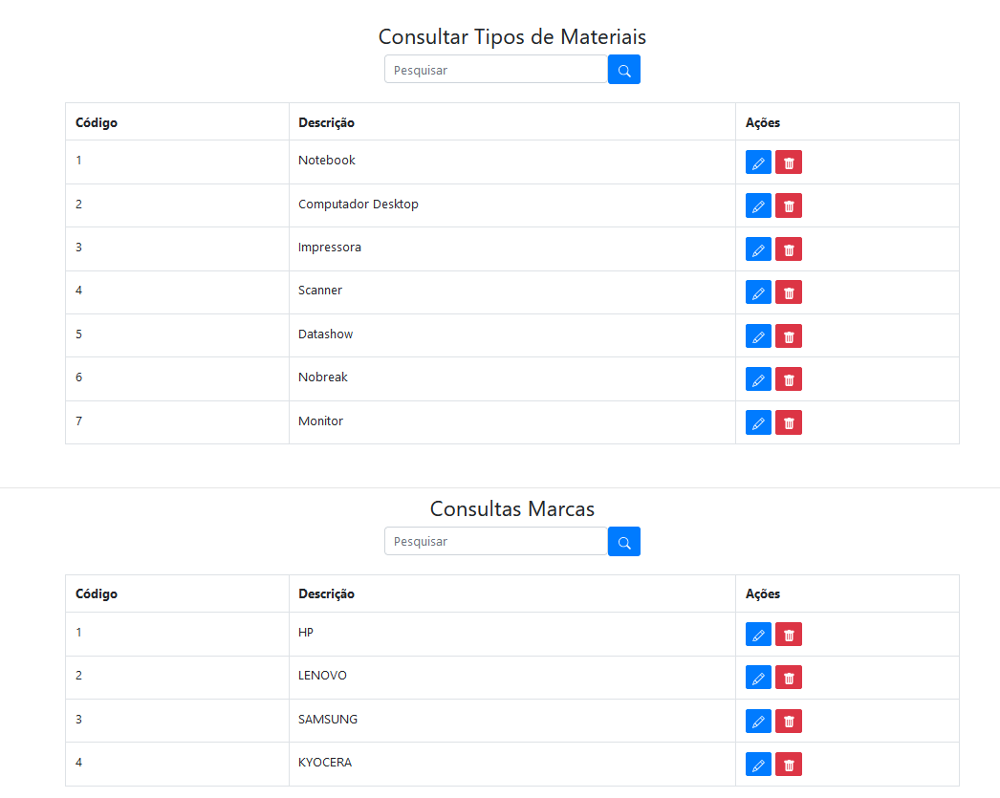 Consultar Tipos de Materiais
Pesquisar
Código Descrição Ações
1 Notebook
2 Computador Desktop
3 Impressora
4 Scanner
5 Datashow
6 Nobreak
7 Monitor
Consultas Marcas
Pesquisar
Código Descrição Ações
1 HP
2 LENOVO
3 SAMSUNG
4 KYOCERA